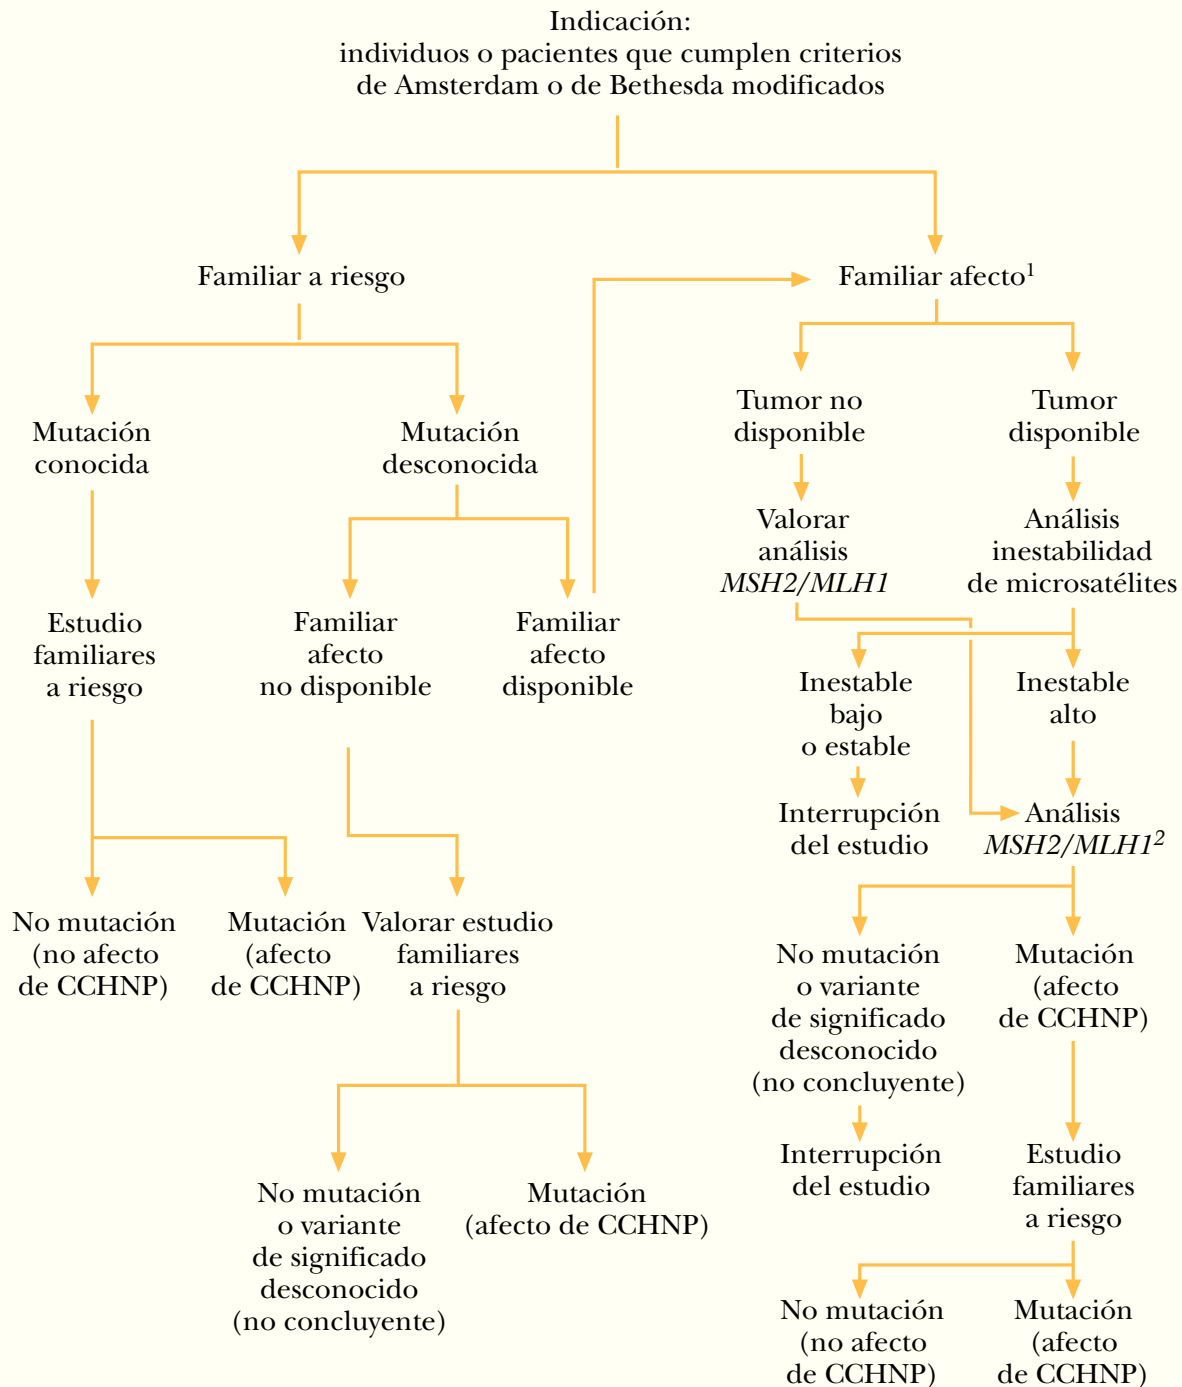 Indicación:
individuos o pacientes que cumplen criterios
de Amsterdam o de Bethesda modificados
Familiar a riesgo
Familiar afecto¹
Mutación
conocida
Mutación
desconocida
Tumor no
disponible
Tumor
disponible
Valorar
análisis
MSH2/MLH1
Análisis
inestabilidad
de microsatélites
Estudio
familiares
a riesgo
Familiar
afecto
no disponible
Familiar
afecto
disponible
Inestable
bajo
o estable
Inestable
alto
Interrupción
del estudio
Análisis
MSH2/MLH1²
No mutación
(no afecto
de CCHNP)
Mutación
(afecto
de CCHNP)
Valorar estudio
familiares
a riesgo
No mutación
o variante
de significado
desconocido
(no concluyente)
Mutación
(afecto
de CCHNP)
Interrupción
del estudio
Estudio
familiares
a riesgo
No mutación
o variante
de significado
desconocido
(no concluyente)
Mutación
(afecto de CCHNP)
No mutación
(no afecto
de CCHNP)
Mutación
(afecto
de CCHNP)